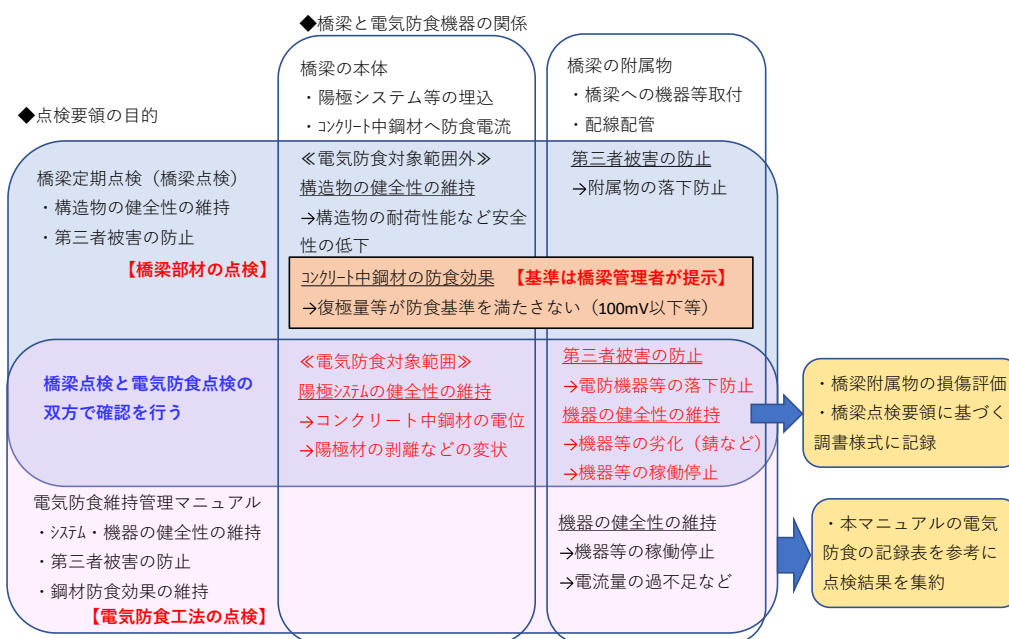 ◆橋梁と電気防食機器の関係
橋梁の本体
・陽極システム等の埋込
・ｺﾝｸﾘｰﾄ中鋼材へ防食電流
橋梁の附属物
・橋梁への機器等取付
・配線配管
◆点検要領の目的
橋梁定期点検（橋梁点検）
・構造物の健全性の維持
・第三者被害の防止
【橋梁部材の点検】
≪電気防食対象範囲外≫
構造物の健全性の維持
→構造物の耐荷性能など安全
性の低下
第三者被害の防止
→附属物の落下防止
ｺﾝｸﾘｰﾄ中鋼材の防食効果 【基準は橋梁管理者が提示】
→復極量等が防食基準を満たさない（100mV以下等）
橋梁点検と電気防食点検の
双方で確認を行う
≪電気防食対象範囲≫
陽極ｼｽﾃﾑの健全性の維持
→コンクリート中鋼材の電位
→陽極材の剥離などの変状
第三者被害の防止
→電防機器等の落下防止
機器の健全性の維持
→機器等の劣化（錆など）
→機器等の稼働停止
・橋梁附属物の損傷評価
・橋梁点検要領に基づく
調書様式に記録
電気防食維持管理マニュアル
・ｼｽﾃﾑ・機器の健全性の維持
・第三者被害の防止
・鋼材防食効果の維持
【電気防食工法の点検】
機器の健全性の維持
→機器等の稼働停止
→電流量の過不足など
・本マニュアルの電気
防食の記録表を参考に
点検結果を集約